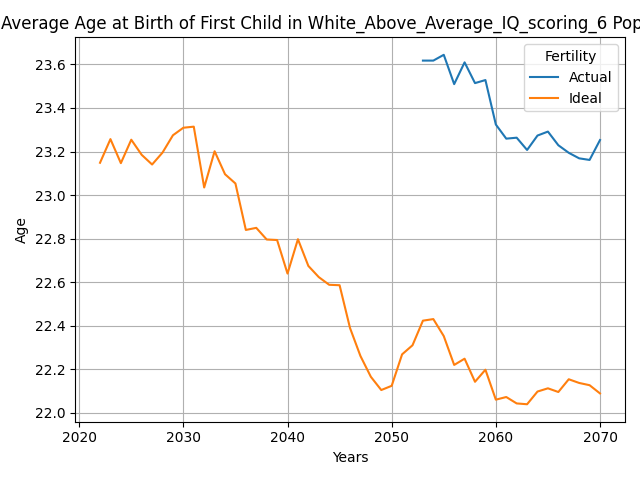 Average Age at Birth of First Child in White_Above_Average_IQ_scoring_6 Pop
Fertility
Actual
Ideal
23.6
23.4
23.2
23.0
22.8
22.6
22.4
22.2
22.0
Age
2020
2030
2040
2050
2060
2070
Years